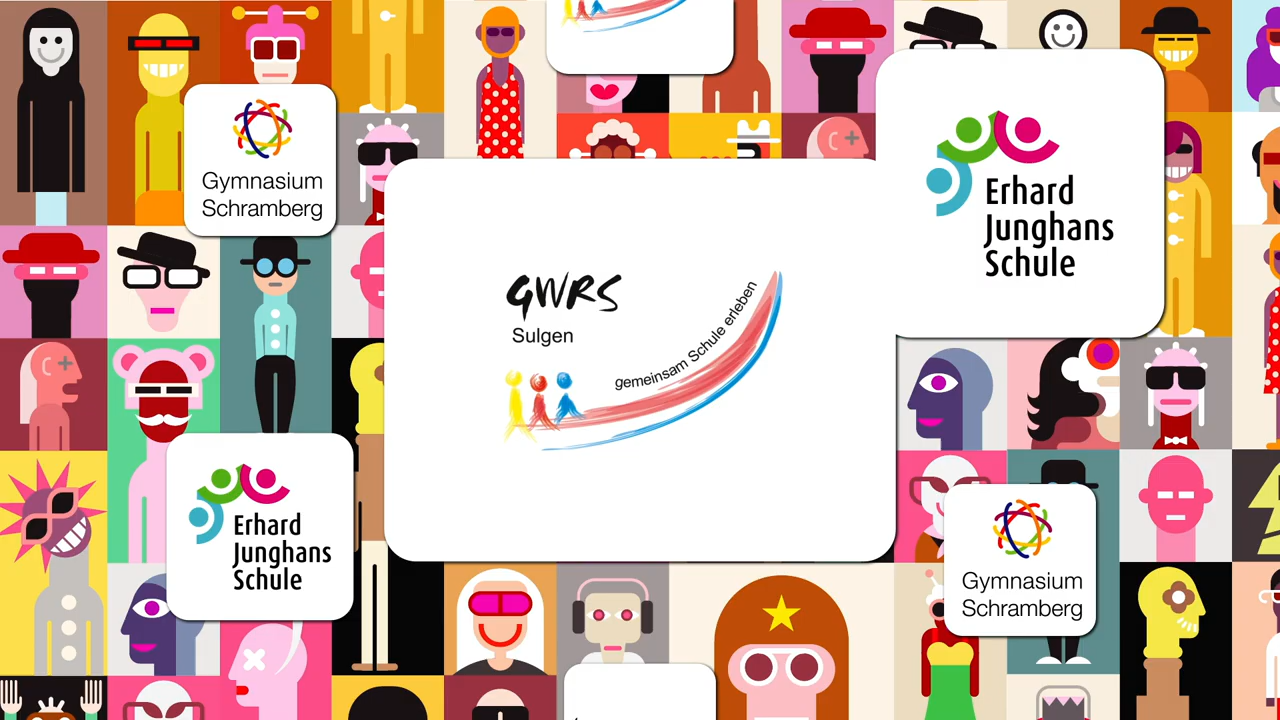 Gymnasium
Schramberg
Erhard
Junghans
Schule
GWRS
Sulgen
gemeinsam Schule erleben
Erhard
Junghans
Schule
Gymnasium
Schramberg